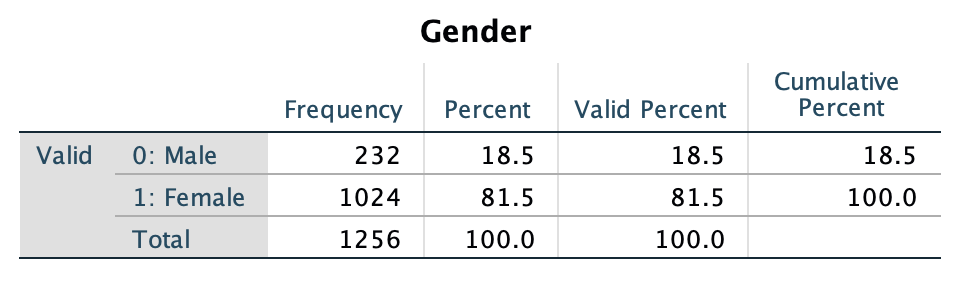 Gender
Frequency Percent Valid Percent Cumulative Percent
Valid 0: Male 232 18.5 18.5 18.5
1: Female 1024 81.5 81.5 100.0
Total 1256 100.0 100.0